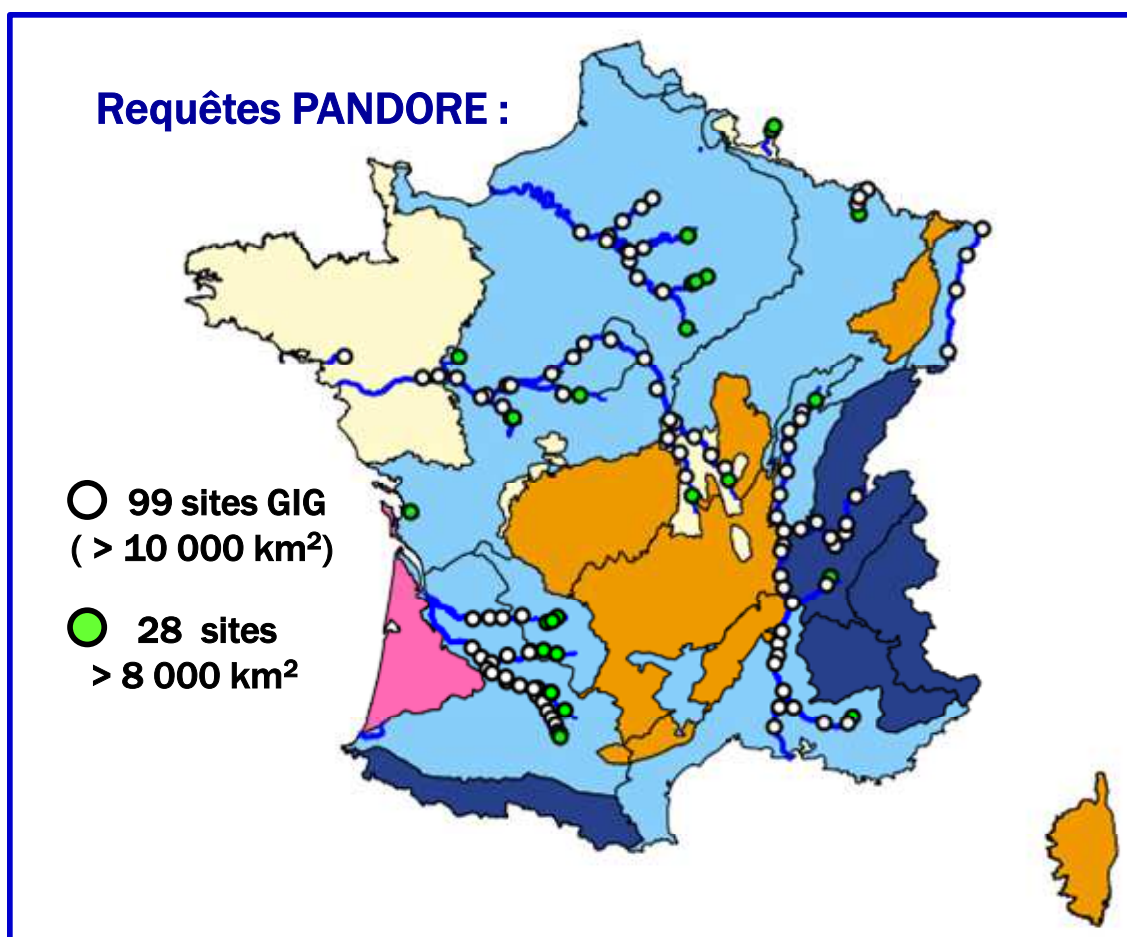 Requêtes PANDORE :
99 sites GIG
( > 10 000 km²)
28 sites
> 8 000 km²